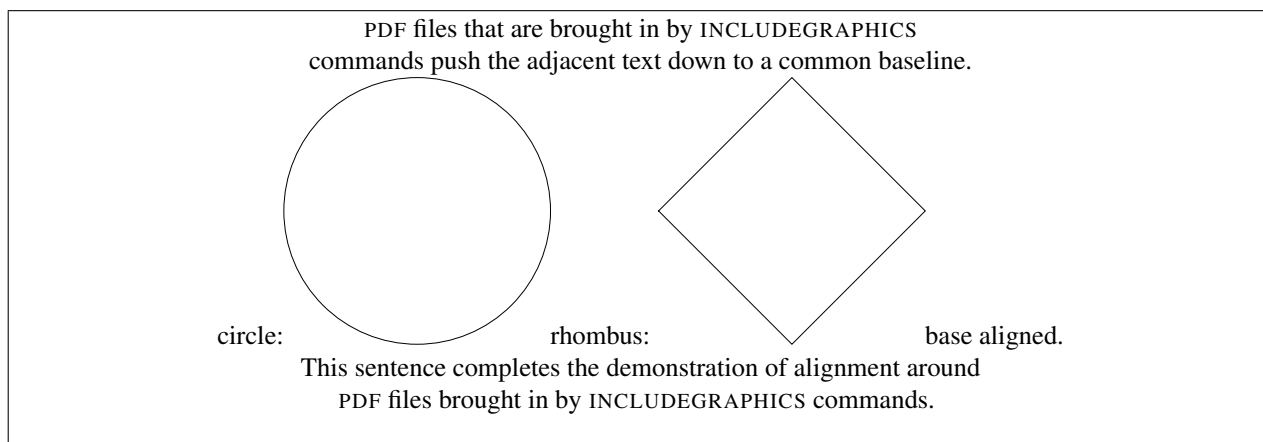 PDF files that are brought in by INCLUDEGRAPHICS
commands push the adjacent text down to a common baseline.
circle: rhombus: base aligned.
This sentence completes the demonstration of alignment around
PDF files brought in by INCLUDEGRAPHICS commands.